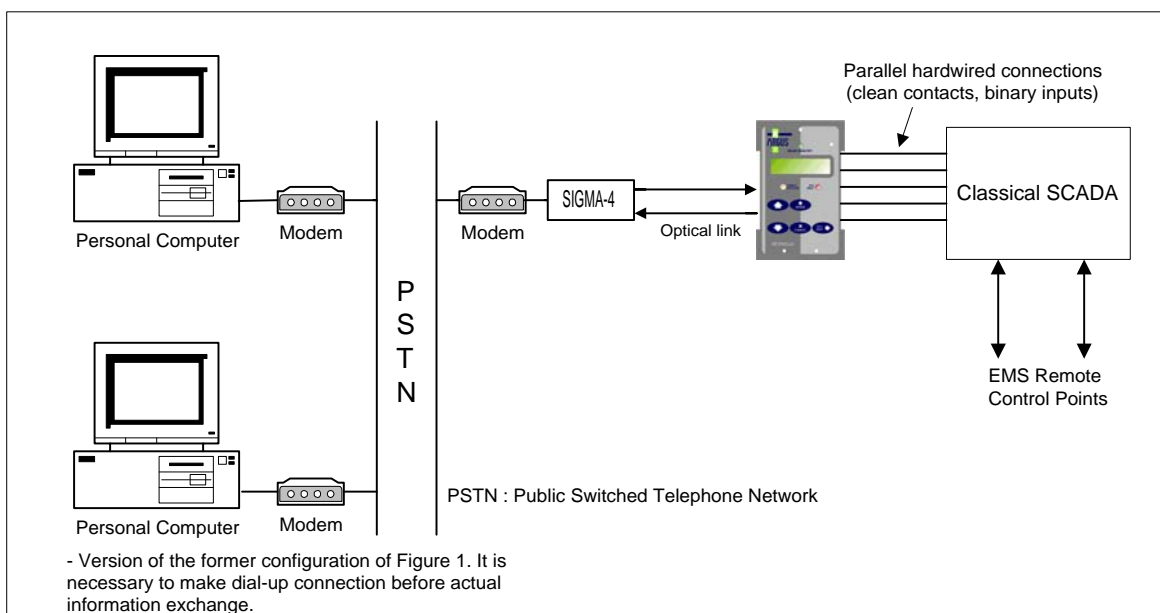 Parallel hardwired connections
(clean contacts, binary inputs)
ARGUS
SIGMA-4
Classical SCADA
Personal Computer
Modem
Modem
Optical link
P
S
T
N
EMS Remote
Control Points
PSTN : Public Switched Telephone Network
Personal Computer
Modem
- Version of the former configuration of Figure 1. It is
necessary to make dial-up connection before actual
information exchange.